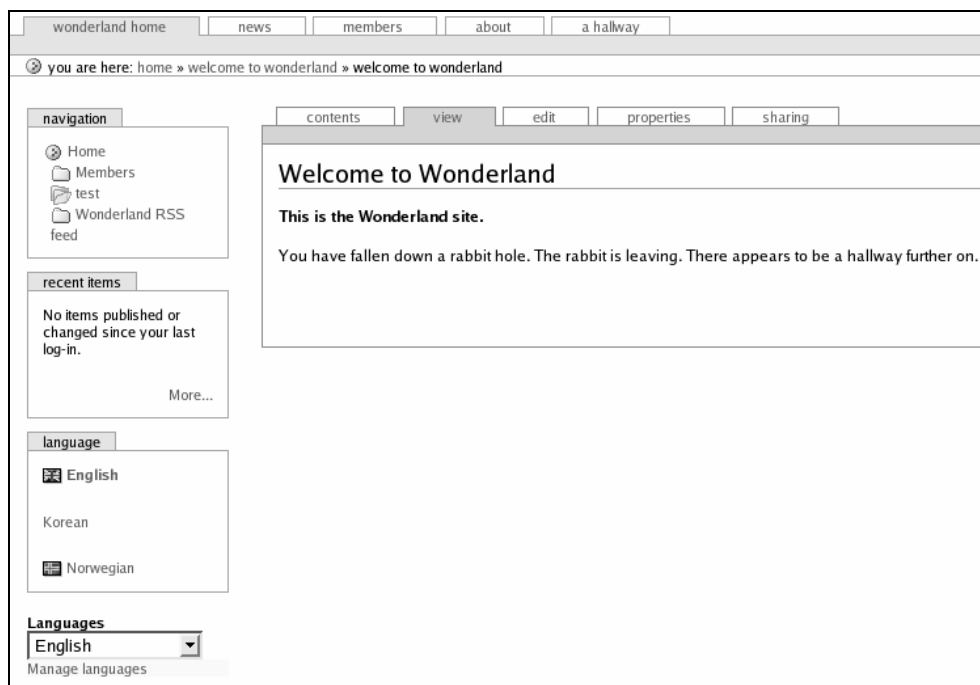 wonderland home news members about a hallway
you are here: home » welcome to wonderland » welcome to wonderland
navigation
Home
Members
test
Wonderland RSS
feed
recent items
No items published or
changed since your last
log-in.
More...
language
English
Korean
Norwegian
Languages
English
Manage languages
contents view edit properties sharing
Welcome to Wonderland
This is the Wonderland site.
You have fallen down a rabbit hole. The rabbit is leaving. There appears to be a hallway further on.